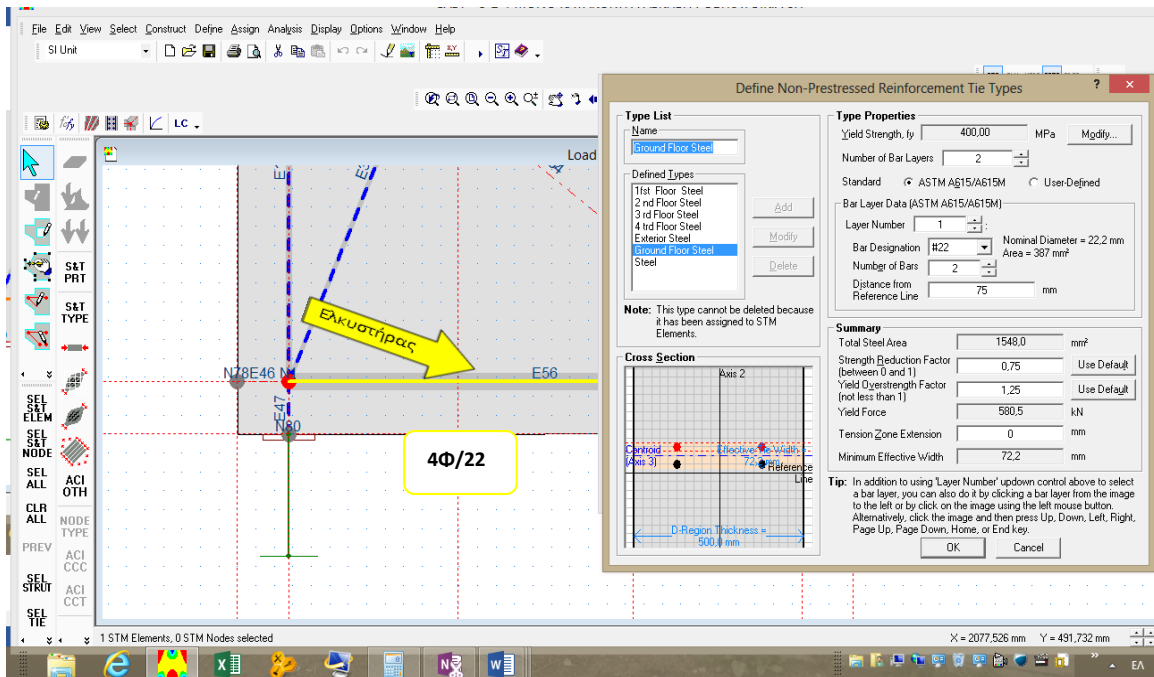 File Edit View Select Construct Define Assign Analysis Display Options Window Help
SI Unit
LC
Load
S&T PRT
S&T TYPE
SEL S&T ELEM
SEL S&T NODE
SEL ALL
ACI OTH
CLR ALL
NODE TYPE
PREV
ACI CCC
SEL STRUT
ACI CCT
SEL TIE
Ελκυστήρας
N78E46
E56
E47
N80
4Φ/22
Define Non-Prestressed Reinforcement Tie Types
Type List
Name
Ground Floor Steel
Defined Types
1fst Floor Steel
2 nd Floor Steel
3 rd Floor Steel
4 trd Floor Steel
Exterior Steel
Ground Floor Steel
Steel
Add
Modify
Delete
Note: This type cannot be deleted because
it has been assigned to STM
Elements.
Cross Section
Axis 2
Centroid
(Axis 3)
Effective Tie Width
Reference
Line
D-Region Thickness =
500,0 mm
Type Properties
Yield Strength, fy 400,00 MPa Modify...
Number of Bar Layers 2
Standard ASTM A615/A615M User-Defined
Bar Layer Data (ASTM A615/A615M)
Layer Number 1 :
Bar Designation #22 Nominal Diameter = 22,2 mm
Area = 387 mm²
Number of Bars 2
Distance from
Reference Line 75 mm
Summary
Total Steel Area 1548,0 mm²
Strength Reduction Factor
(between 0 and 1) 0,75 Use Default
Yield Overstrength Factor
(not less than 1) 1,25 Use Default
Yield Force 580,5 kN
Tension Zone Extension 0 mm
Minimum Effective Width 72,2 mm
Tip: In addition to using 'Layer Number' updown control above to select
a bar layer, you can also do it by clicking a bar layer from the image
to the left or by click on the image using the left mouse button.
Alternatively, click the image and then press Up, Down, Left, Right,
Page Up, Page Down, Home, or End key.
OK Cancel
1 STM Elements, 0 STM Nodes selected
X = 2077,526 mm Y = 491,732 mm
ΕΛ